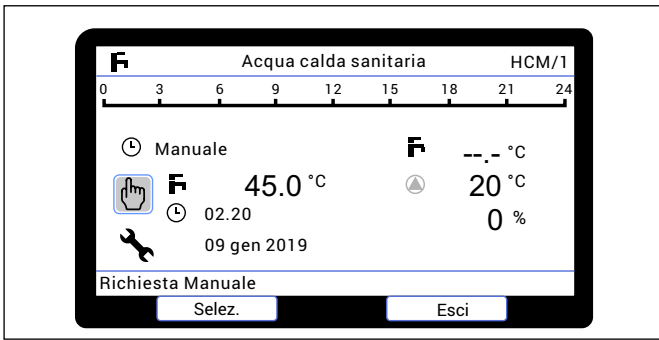 Acqua calda sanitaria HCM/1
0 3 6 9 12 15 18 21 24
Manuale --.- °C
45.0 °C 20 °C
02.20 0 %
09 gen 2019
Richiesta Manuale
Selez. Esci